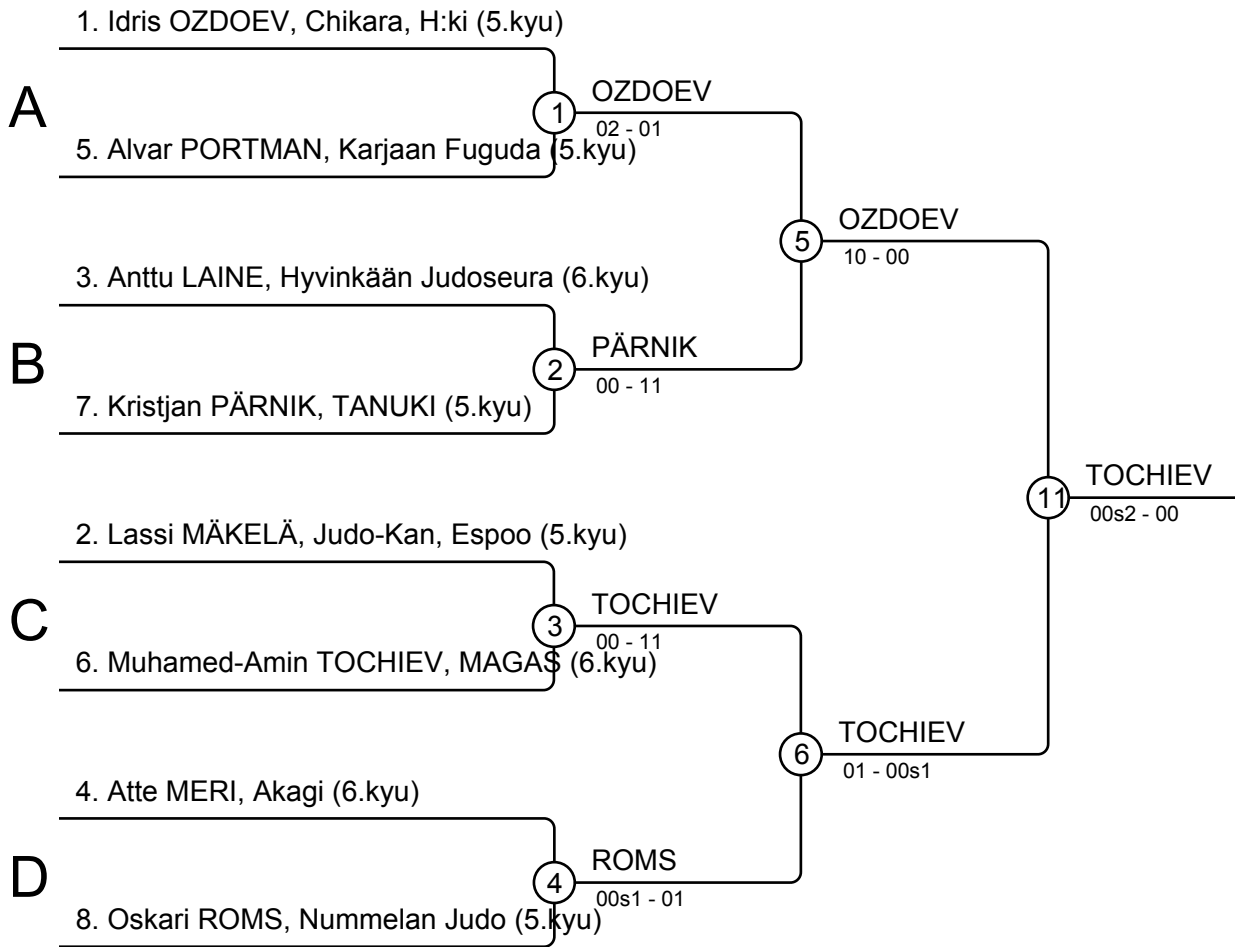 1. Idris OZDOEV, Chikara, H:ki (5.kyu)
A
1
OZDOEV
02 - 01
5. Alvar PORTMAN, Karjaan Fuguda (5.kyu)
5
OZDOEV
10 - 00
3. Anttu LAINE, Hyvinkään Judoseura (6.kyu)
B
2
PÄRNIK
00 - 11
7. Kristjan PÄRNIK, TANUKI (5.kyu)
11
TOCHIEV
00s2 - 00
2. Lassi MÄKELÄ, Judo-Kan, Espoo (5.kyu)
C
3
TOCHIEV
00 - 11
6. Muhamed-Amin TOCHIEV, MAGAS (6.kyu)
6
TOCHIEV
01 - 00s1
4. Atte MERI, Akagi (6.kyu)
D
4
ROMS
00s1 - 01
8. Oskari ROMS, Nummelan Judo (5.kyu)